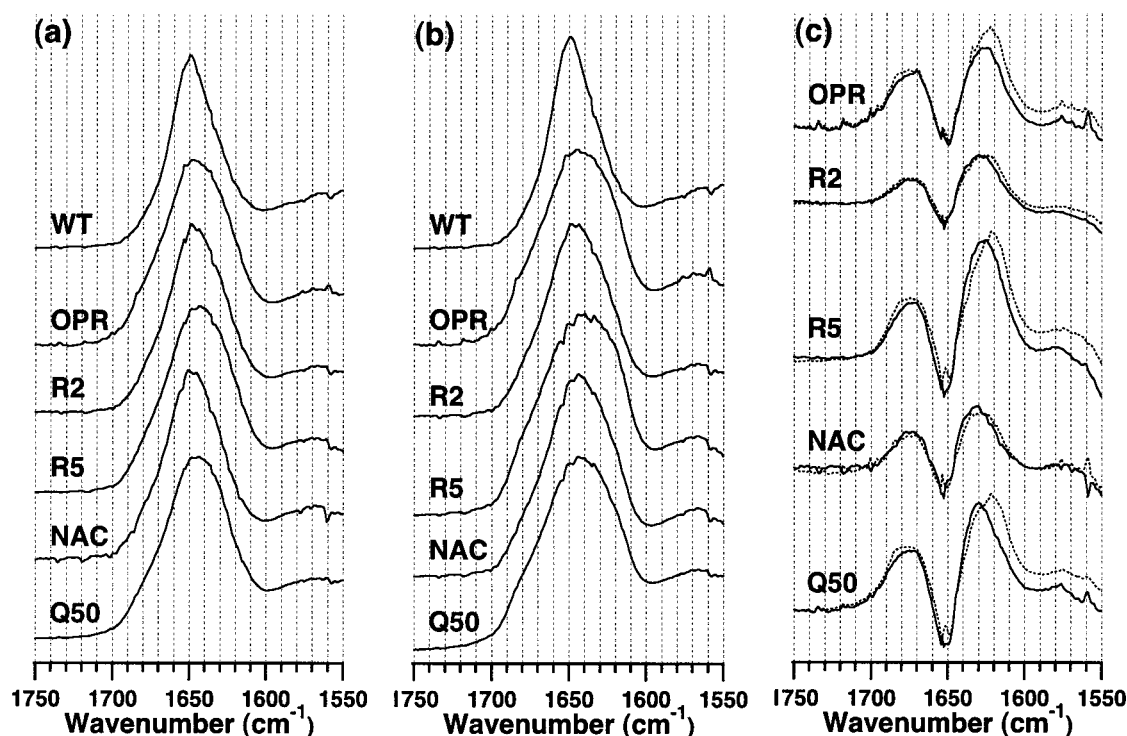 (a)
WT
OPR
R2
R5
NAC
Q50
1750 1700 1650 1600 1550
Wavenumber (cm-1)
(b)
WT
OPR
R2
R5
NAC
Q50
1750 1700 1650 1600 1550
Wavenumber (cm-1)
(c)
OPR
R2
R5
NAC
Q50
1750 1700 1650 1600 1550
Wavenumber (cm-1)